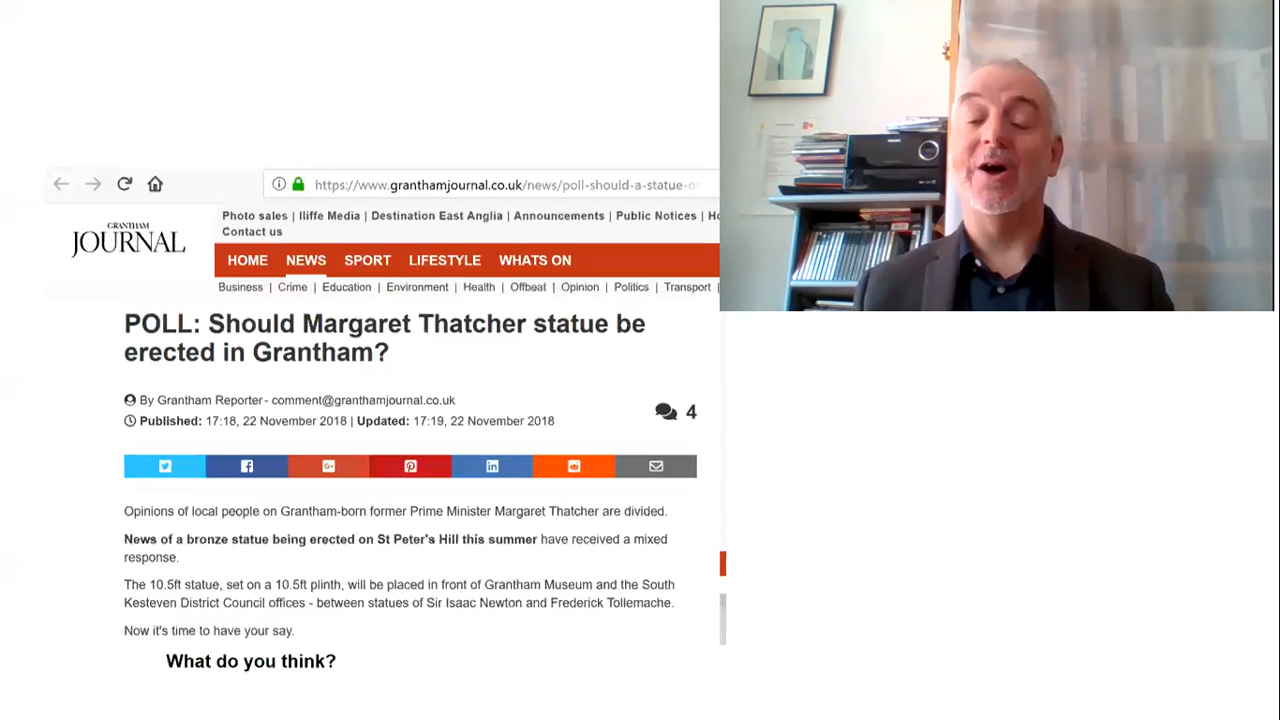 https://www.granthamjournal.co.uk/news/poll-should-a-statue-o
GRANTHAM
JOURNAL
Photo sales | Iliffe Media | Destination East Anglia | Announcements | Public Notices | Ho
Contact us
HOME NEWS SPORT LIFESTYLE WHATS ON
Business | Crime | Education | Environment | Health | Offbeat | Opinion | Politics | Transport |
POLL: Should Margaret Thatcher statue be
erected in Grantham?
By Grantham Reporter - comment@granthamjournal.co.uk
Published: 17:18, 22 November 2018 | Updated: 17:19, 22 November 2018
4
Opinions of local people on Grantham-born former Prime Minister Margaret Thatcher are divided.
News of a bronze statue being erected on St Peter's Hill this summer have received a mixed
response.
The 10.5ft statue, set on a 10.5ft plinth, will be placed in front of Grantham Museum and the South
Kesteven District Council offices - between statues of Sir Isaac Newton and Frederick Tollemache.
Now it's time to have your say.
What do you think?